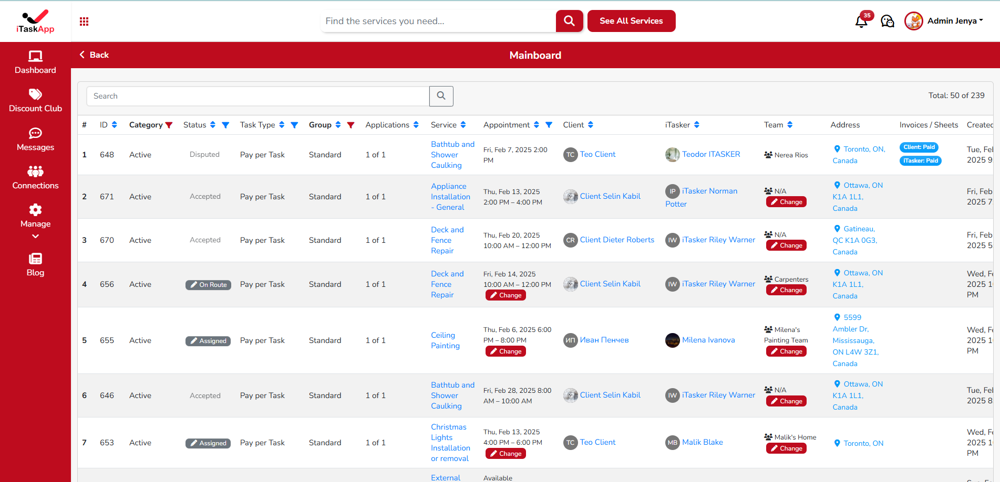 iTaskApp
Find the services you need...
See All Services
35
Admin Jenya
Back
Mainboard
Dashboard
Discount Club
Messages
Connections
Manage
Blog
Search
Total: 50 of 239
# ID Category Status Task Type Group Applications Service Appointment Client iTasker Team Address Invoices / Sheets Created
1 648 Active Disputed Pay per Task Standard 1 of 1
Bathtub and
Shower
Caulking
Fri, Feb 7, 2025 2:00
PM
TC Teo Client
Teodor ITASKER
Nerea Rios
Toronto, ON,
Canada
Client: Paid
iTasker: Paid
Tue, Fel
2025 9
2 671 Active Accepted Pay per Task Standard 1 of 1
Appliance
Installation
- General
Thu, Feb 13, 2025
2:00 PM – 4:00 PM
Client Selin Kabil
IP iTasker Norman
Potter
N/A
Change
Ottawa, ON
K1A 1L1,
Canada
Fri, Feb
2025 7
3 670 Active Accepted Pay per Task Standard 1 of 1
Deck and
Fence
Repair
Thu, Feb 20, 2025
10:00 AM – 12:00 PM
CR Client Dieter Roberts
IW iTasker Riley Warner
N/A
Change
Gatineau,
QC K1A 0G3,
Canada
Fri, Feb
2025 5
4 656 Active On Route Pay per Task Standard 1 of 1
Deck and
Fence
Repair
Fri, Feb 14, 2025
10:00 AM – 12:00 PM
Change
Client Selin Kabil
IW iTasker Riley Warner
Carpenters
Change
Ottawa, ON
K1A 1L1,
Canada
Wed, F
2025 1
PM
5 655 Active Assigned Pay per Task Standard 1 of 1
Ceiling
Painting
Thu, Feb 6, 2025 6:00
PM – 8:00 PM
Change
ИП Иван Пенчев
Milena Ivanova
Milena's
Painting Team
Change
5599
Ambler Dr,
Mississauga,
ON L4W 3Z1,
Canada
Wed, F
2025 1
PM
6 646 Active Accepted Pay per Task Standard 1 of 1
Bathtub and
Shower
Caulking
Fri, Feb 28, 2025 8:00
AM – 10:00 AM
Client Selin Kabil
IW iTasker Riley Warner
N/A
Change
Ottawa, ON
K1A 1L1,
Canada
Tue, Fel
2025 8
7 653 Active Assigned Pay per Task Standard 1 of 1
Christmas
Lights
Installation
or removal
Thu, Feb 13, 2025
4:00 PM – 6:00 PM
Change
TC Teo Client
MB Malik Blake
Malik's Home
Change
Toronto, ON
Wed, F
2025 1
PM
External
Available